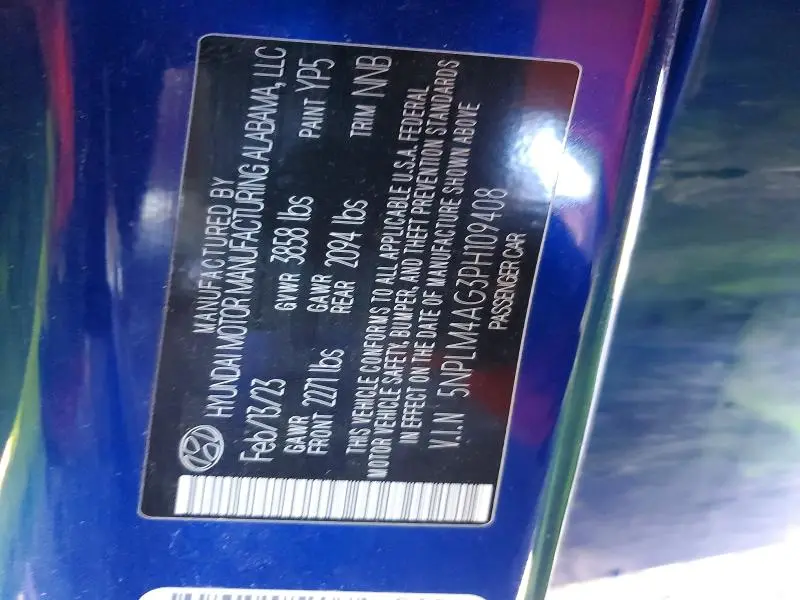 MANUFACTURED BY
HYUNDAI MOTOR MANUFACTURING ALABAMA, LLC
Feb/13/23 GVWR 3858 lbs PAINT YP5
GAWR FRONT 2271 lbs GAWR REAR 2094 lbs TRIM NNB
THIS VEHICLE CONFORMS TO ALL APPLICABLE U.S.A. FEDERAL
MOTOR VEHICLE SAFETY, BUMPER, AND THEFT PREVENTION STANDARDS
IN EFFECT ON THE DATE OF MANUFACTURE SHOWN ABOVE
V.I.N 5NPLM4AG3PH109408
PASSENGER CAR